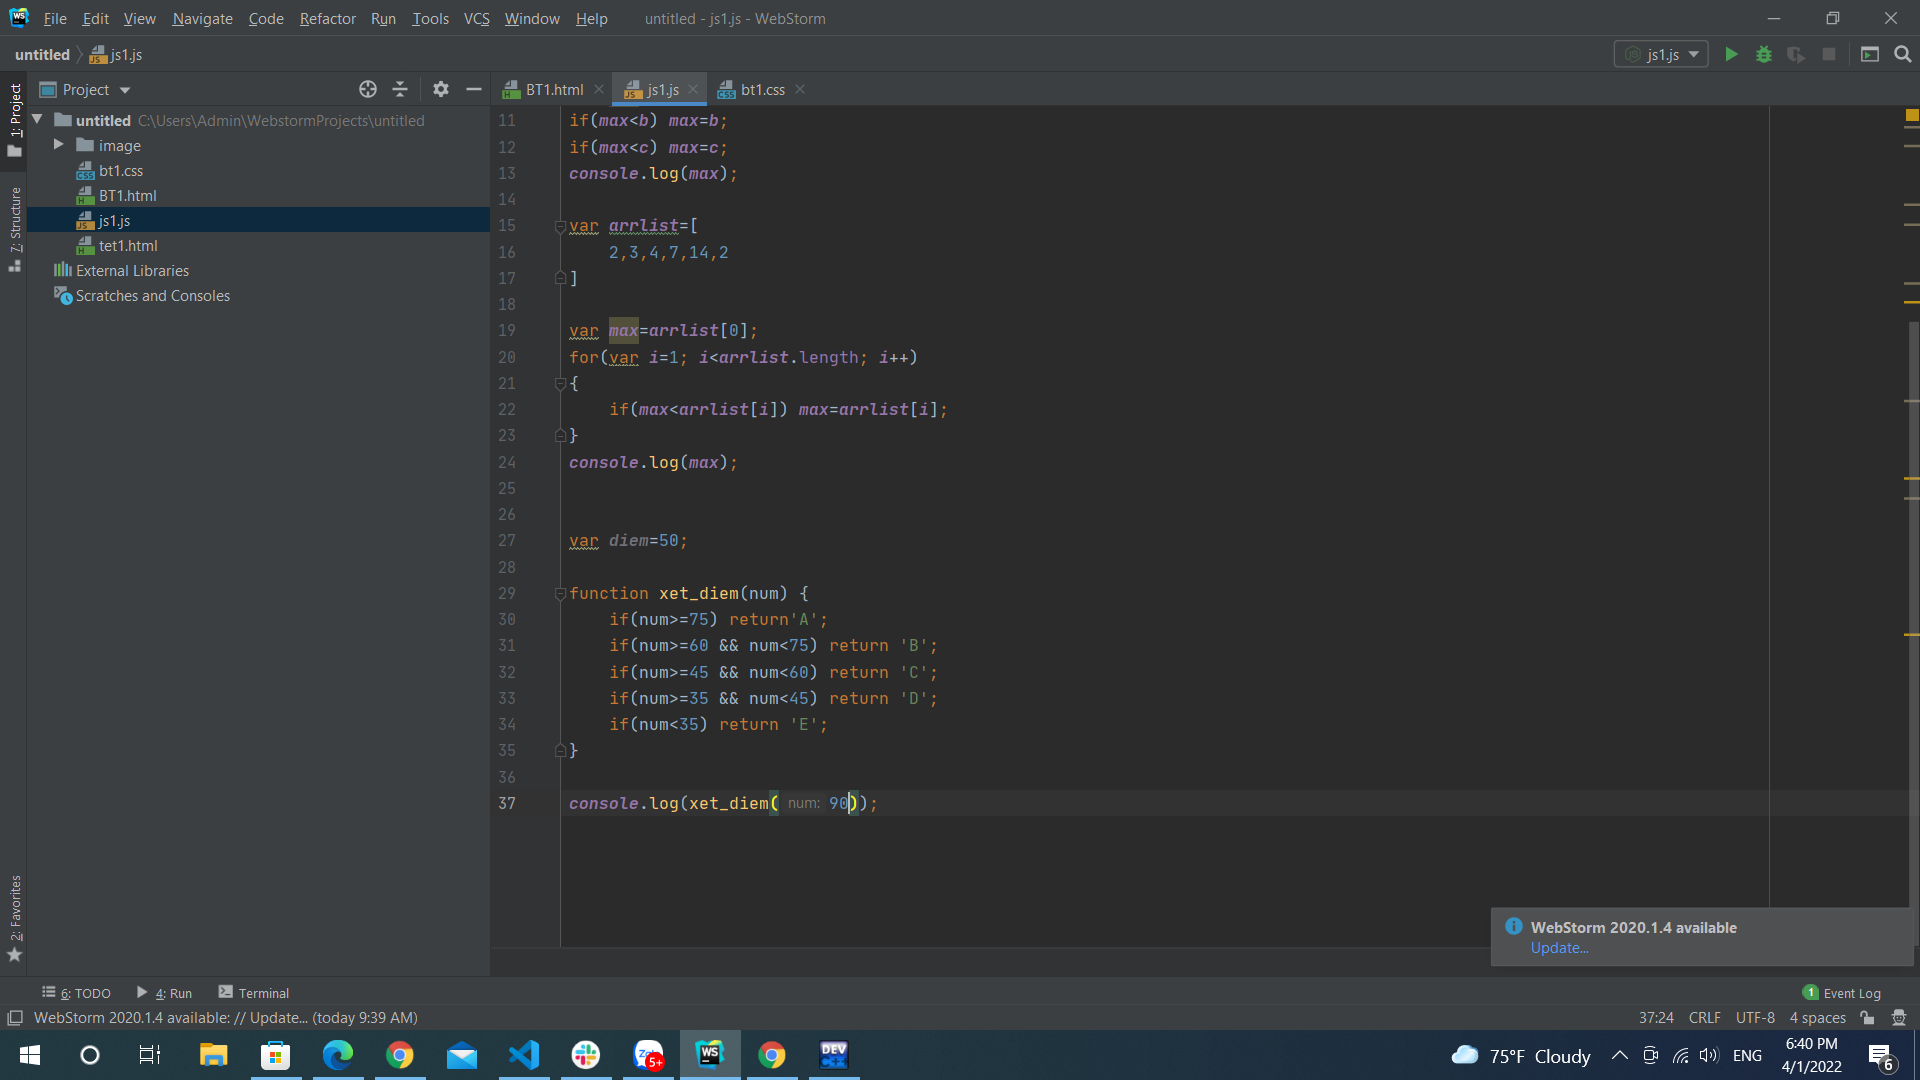 File Edit View Navigate Code Refactor Run Tools VCS Window Help untitled - js1.js - WebStorm
untitled js1.js
js1.js
1: Project
7: Structure
2: Favorites
Project
untitled C:\Users\Admin\WebstormProjects\untitled
image
bt1.css
BT1.html
js1.js
tet1.html
External Libraries
Scratches and Consoles
BT1.html js1.js bt1.css
11 if(max<b) max=b;
12 if(max<c) max=c;
13 console.log(max);
14
15 var arrlist=[
16 2,3,4,7,14,2
17 ]
18
19 var max=arrlist[0];
20 for(var i=1; i<arrlist.length; i++)
21 {
22 if(max<arrlist[i]) max=arrlist[i];
23 }
24 console.log(max);
25
26
27 var diem=50;
28
29 function xet_diem(num) {
30 if(num>=75) return'A';
31 if(num>=60 && num<75) return 'B';
32 if(num>=45 && num<60) return 'C';
33 if(num>=35 && num<45) return 'D';
34 if(num<35) return 'E';
35 }
36
37 console.log(xet_diem( num: 90));
WebStorm 2020.1.4 available
Update...
6: TODO 4: Run Terminal 1 Event Log
WebStorm 2020.1.4 available: // Update... (today 9:39 AM) 37:24 CRLF UTF-8 4 spaces
5+
WS
DEV C++
75°F Cloudy ENG
6:40 PM
4/1/2022
6